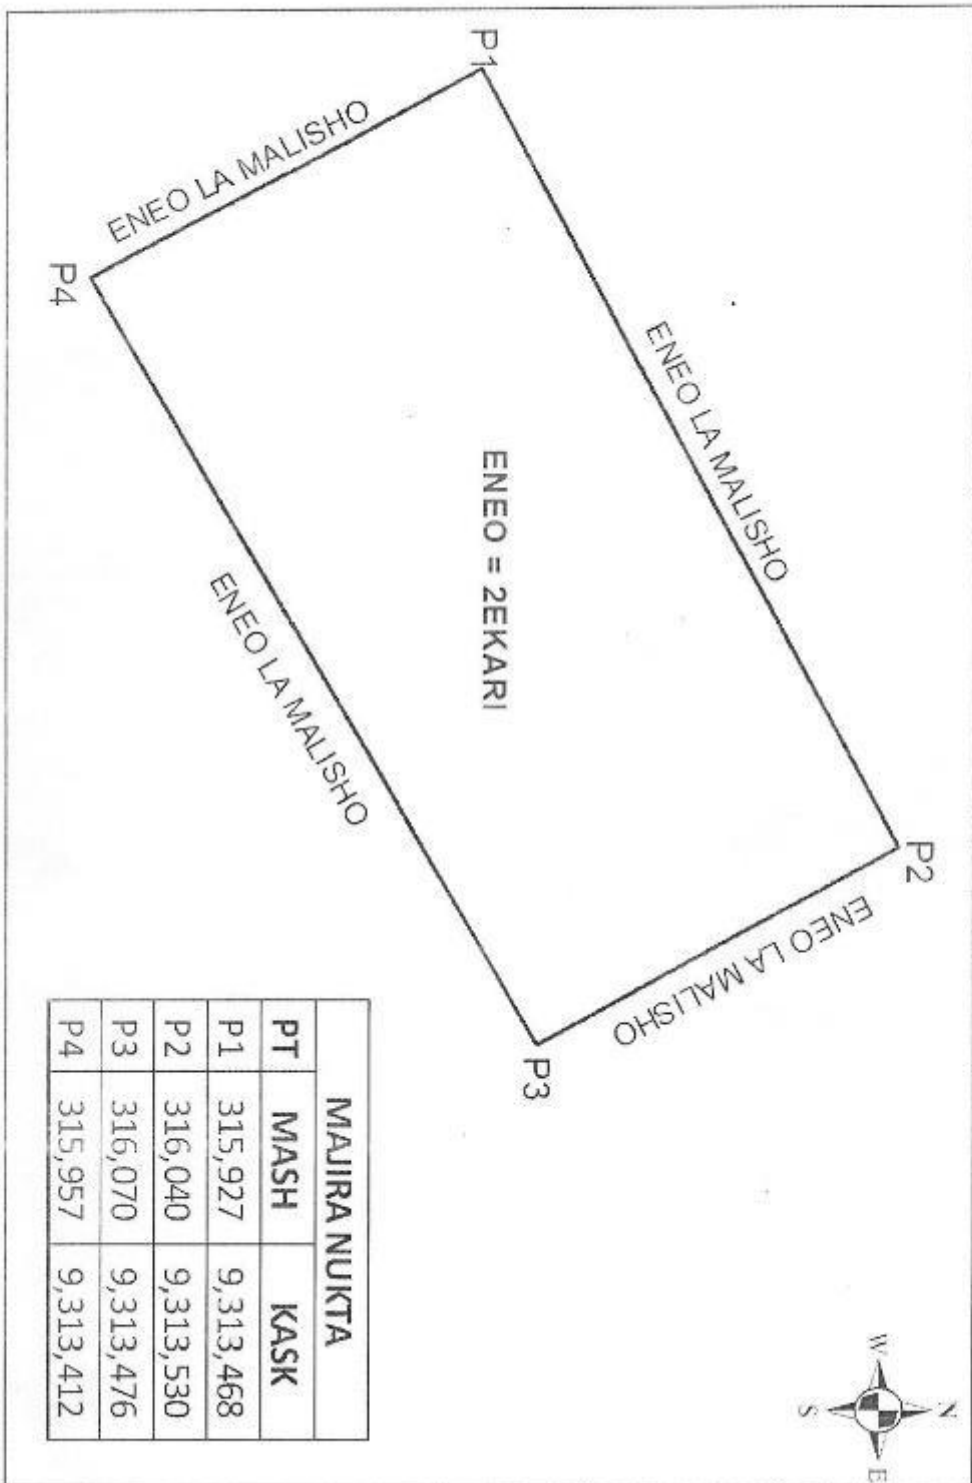 P1
ENEO LA MALISHO
P2
ENEO LA MALISHO
ENEO = 2EKARI
ENEO LA MALISHO
P4
ENEO LA MALISHO
P3
N
W
E
S
MAJIRA NUKTA
PT MASH KASK
P1 315,927 9,313,468
P2 316,040 9,313,530
P3 316,070 9,313,476
P4 315,957 9,313,412